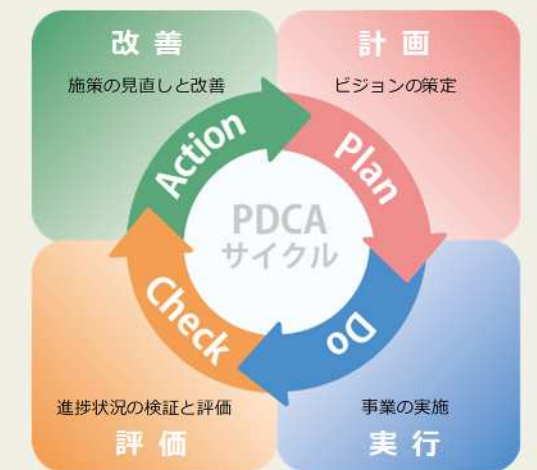 改善
施策の見直しと改善
計画
ビジョンの策定
Action
Plan
PDCA
サイクル
Check
Do
進捗状況の検証と評価
評価
事業の実施
実行